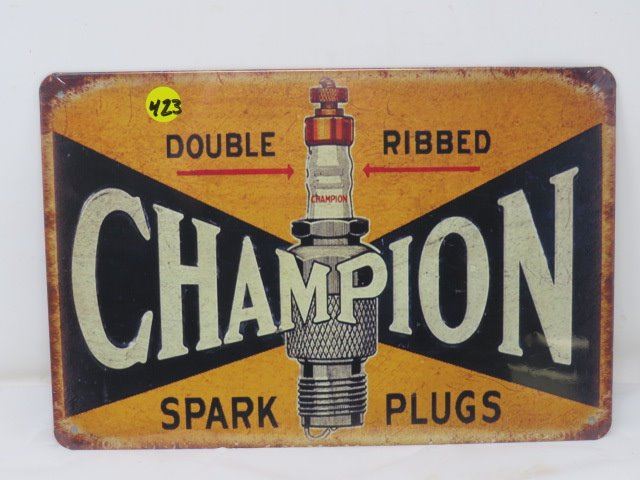 423
DOUBLE RIBBED
CHAMPION
CHAMPION
SPARK PLUGS